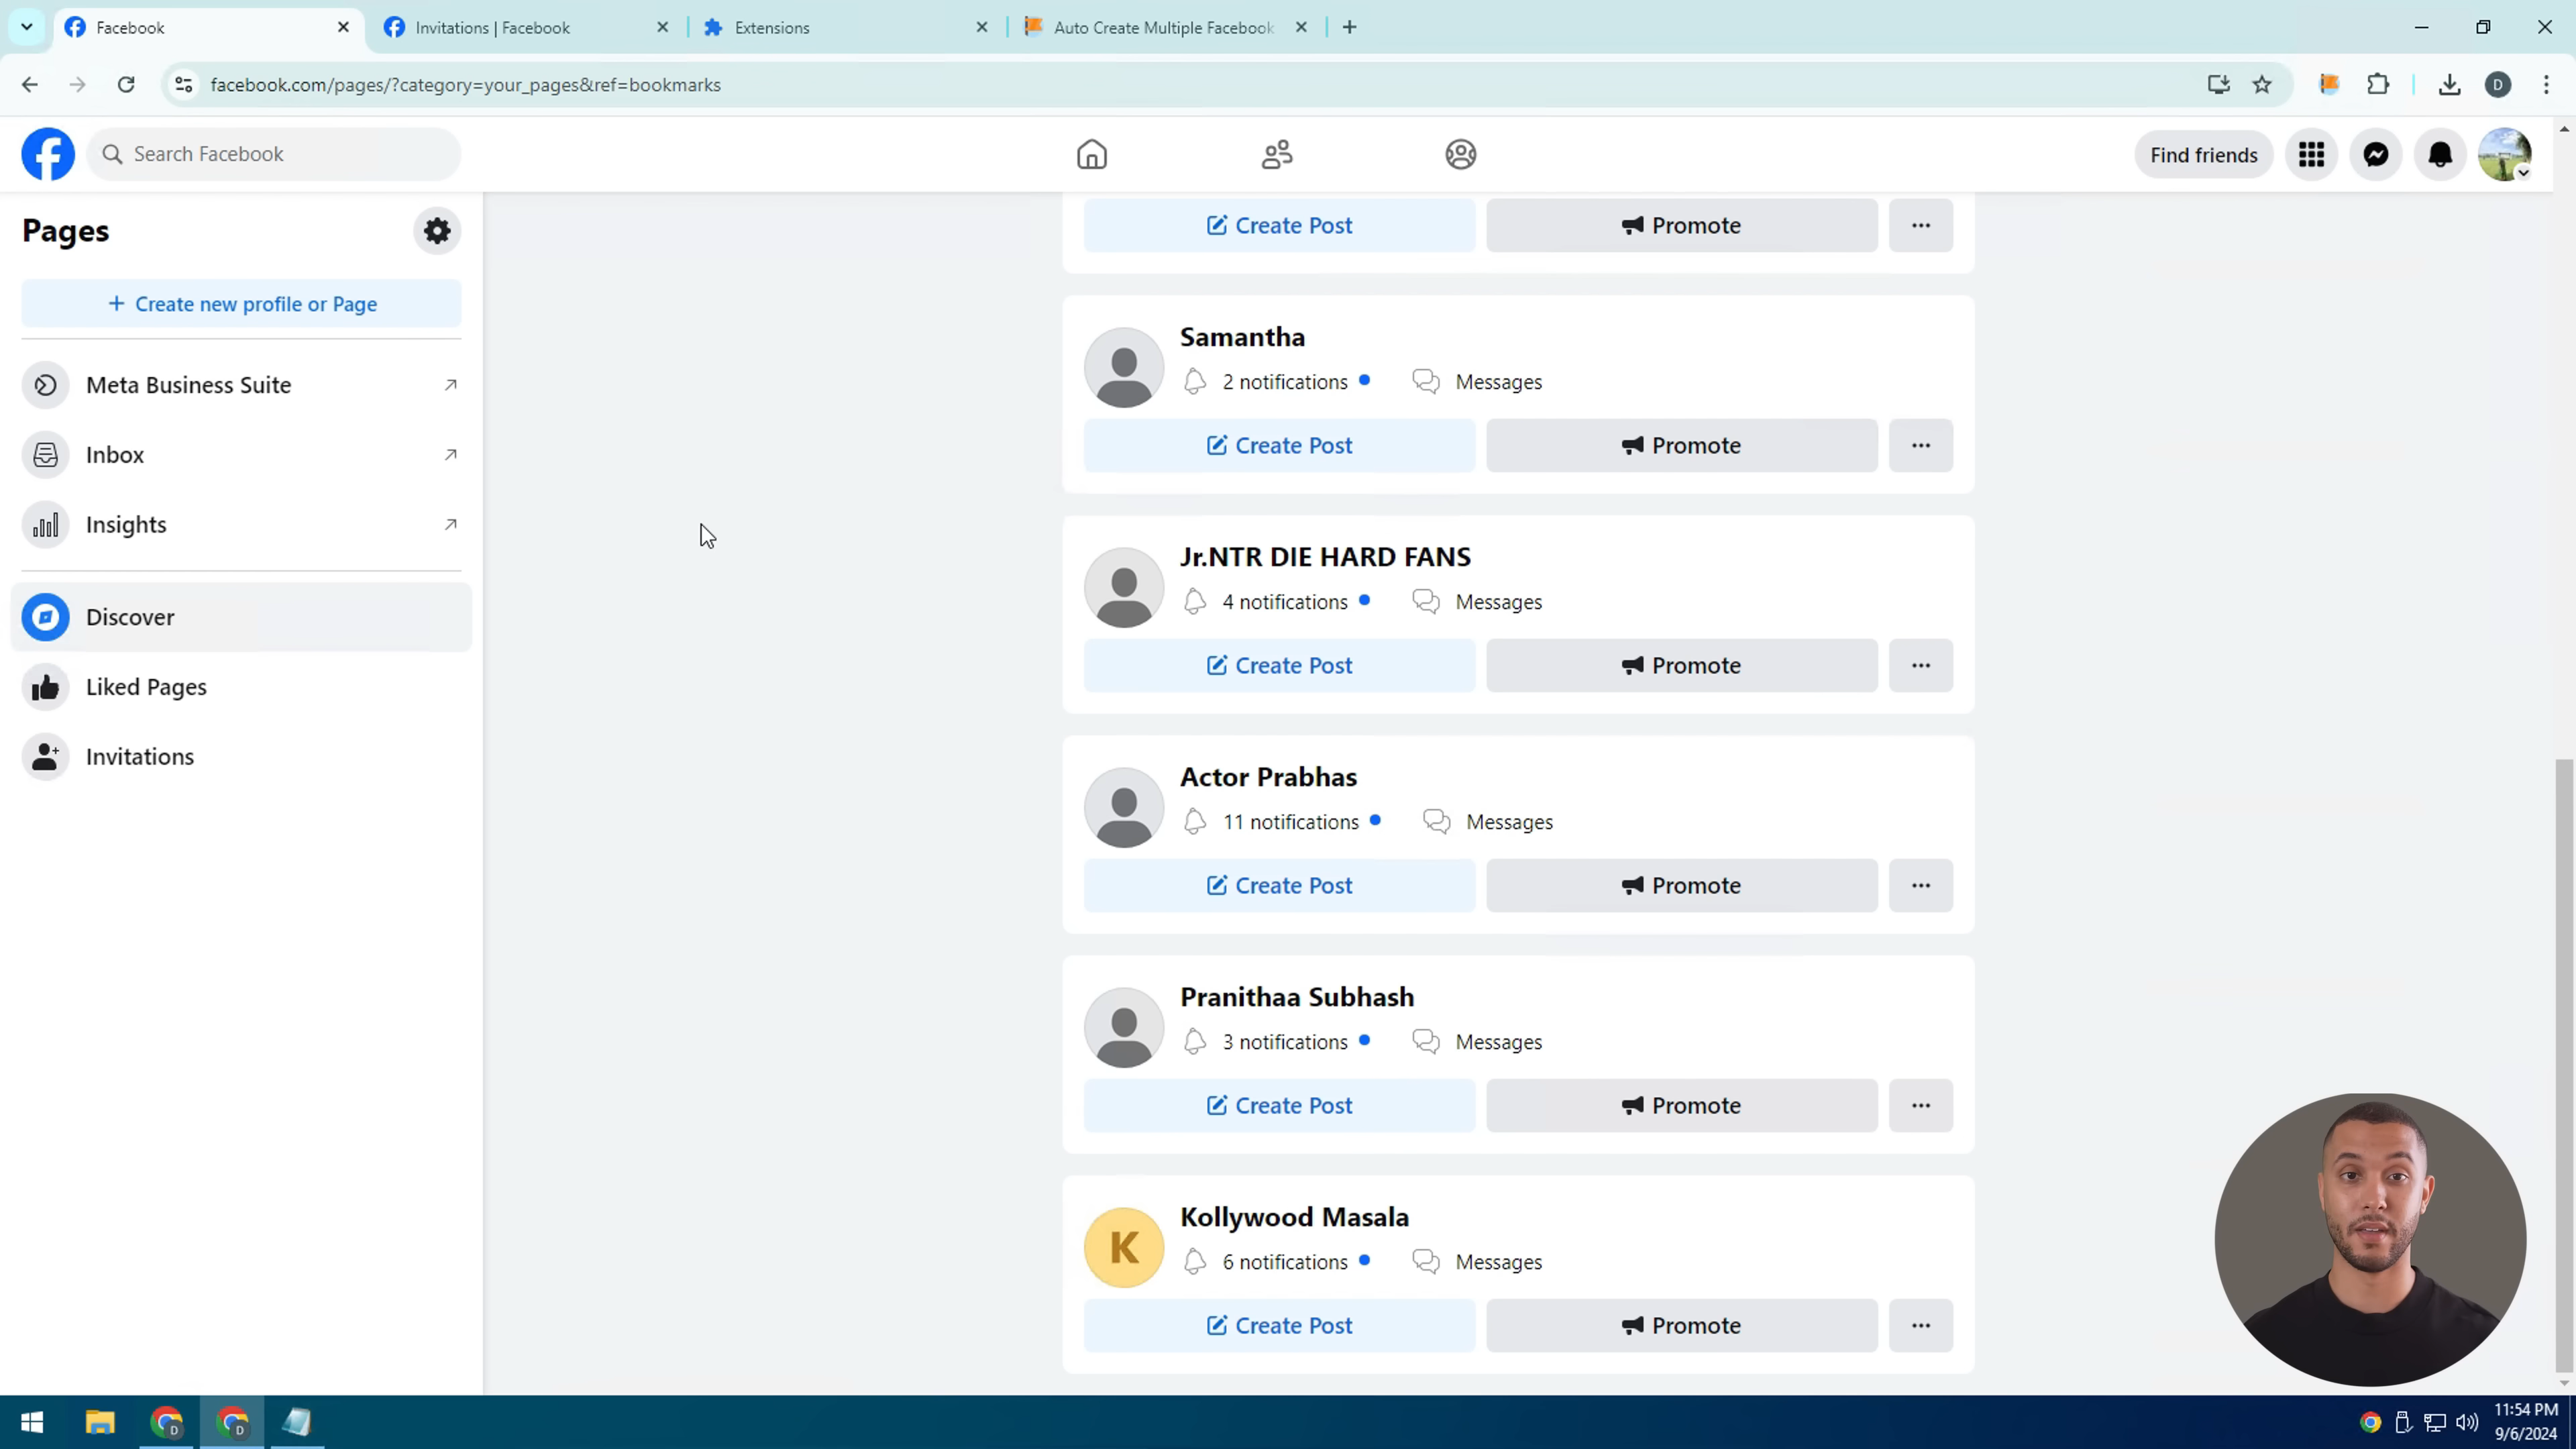 Facebook
Invitations | Facebook
Extensions
Auto Create Multiple Facebook
facebook.com/pages/?category=your_pages&ref=bookmarks
D
Search Facebook
Find friends
Pages
+ Create new profile or Page
Meta Business Suite
Inbox
Insights
Discover
Liked Pages
Invitations
Create Post
Promote
Samantha
2 notifications
Messages
Create Post
Promote
Jr.NTR DIE HARD FANS
4 notifications
Messages
Create Post
Promote
Actor Prabhas
11 notifications
Messages
Create Post
Promote
Pranithaa Subhash
3 notifications
Messages
Create Post
Promote
K
Kollywood Masala
6 notifications
Messages
Create Post
Promote
D
D
11:54 PM
9/6/2024